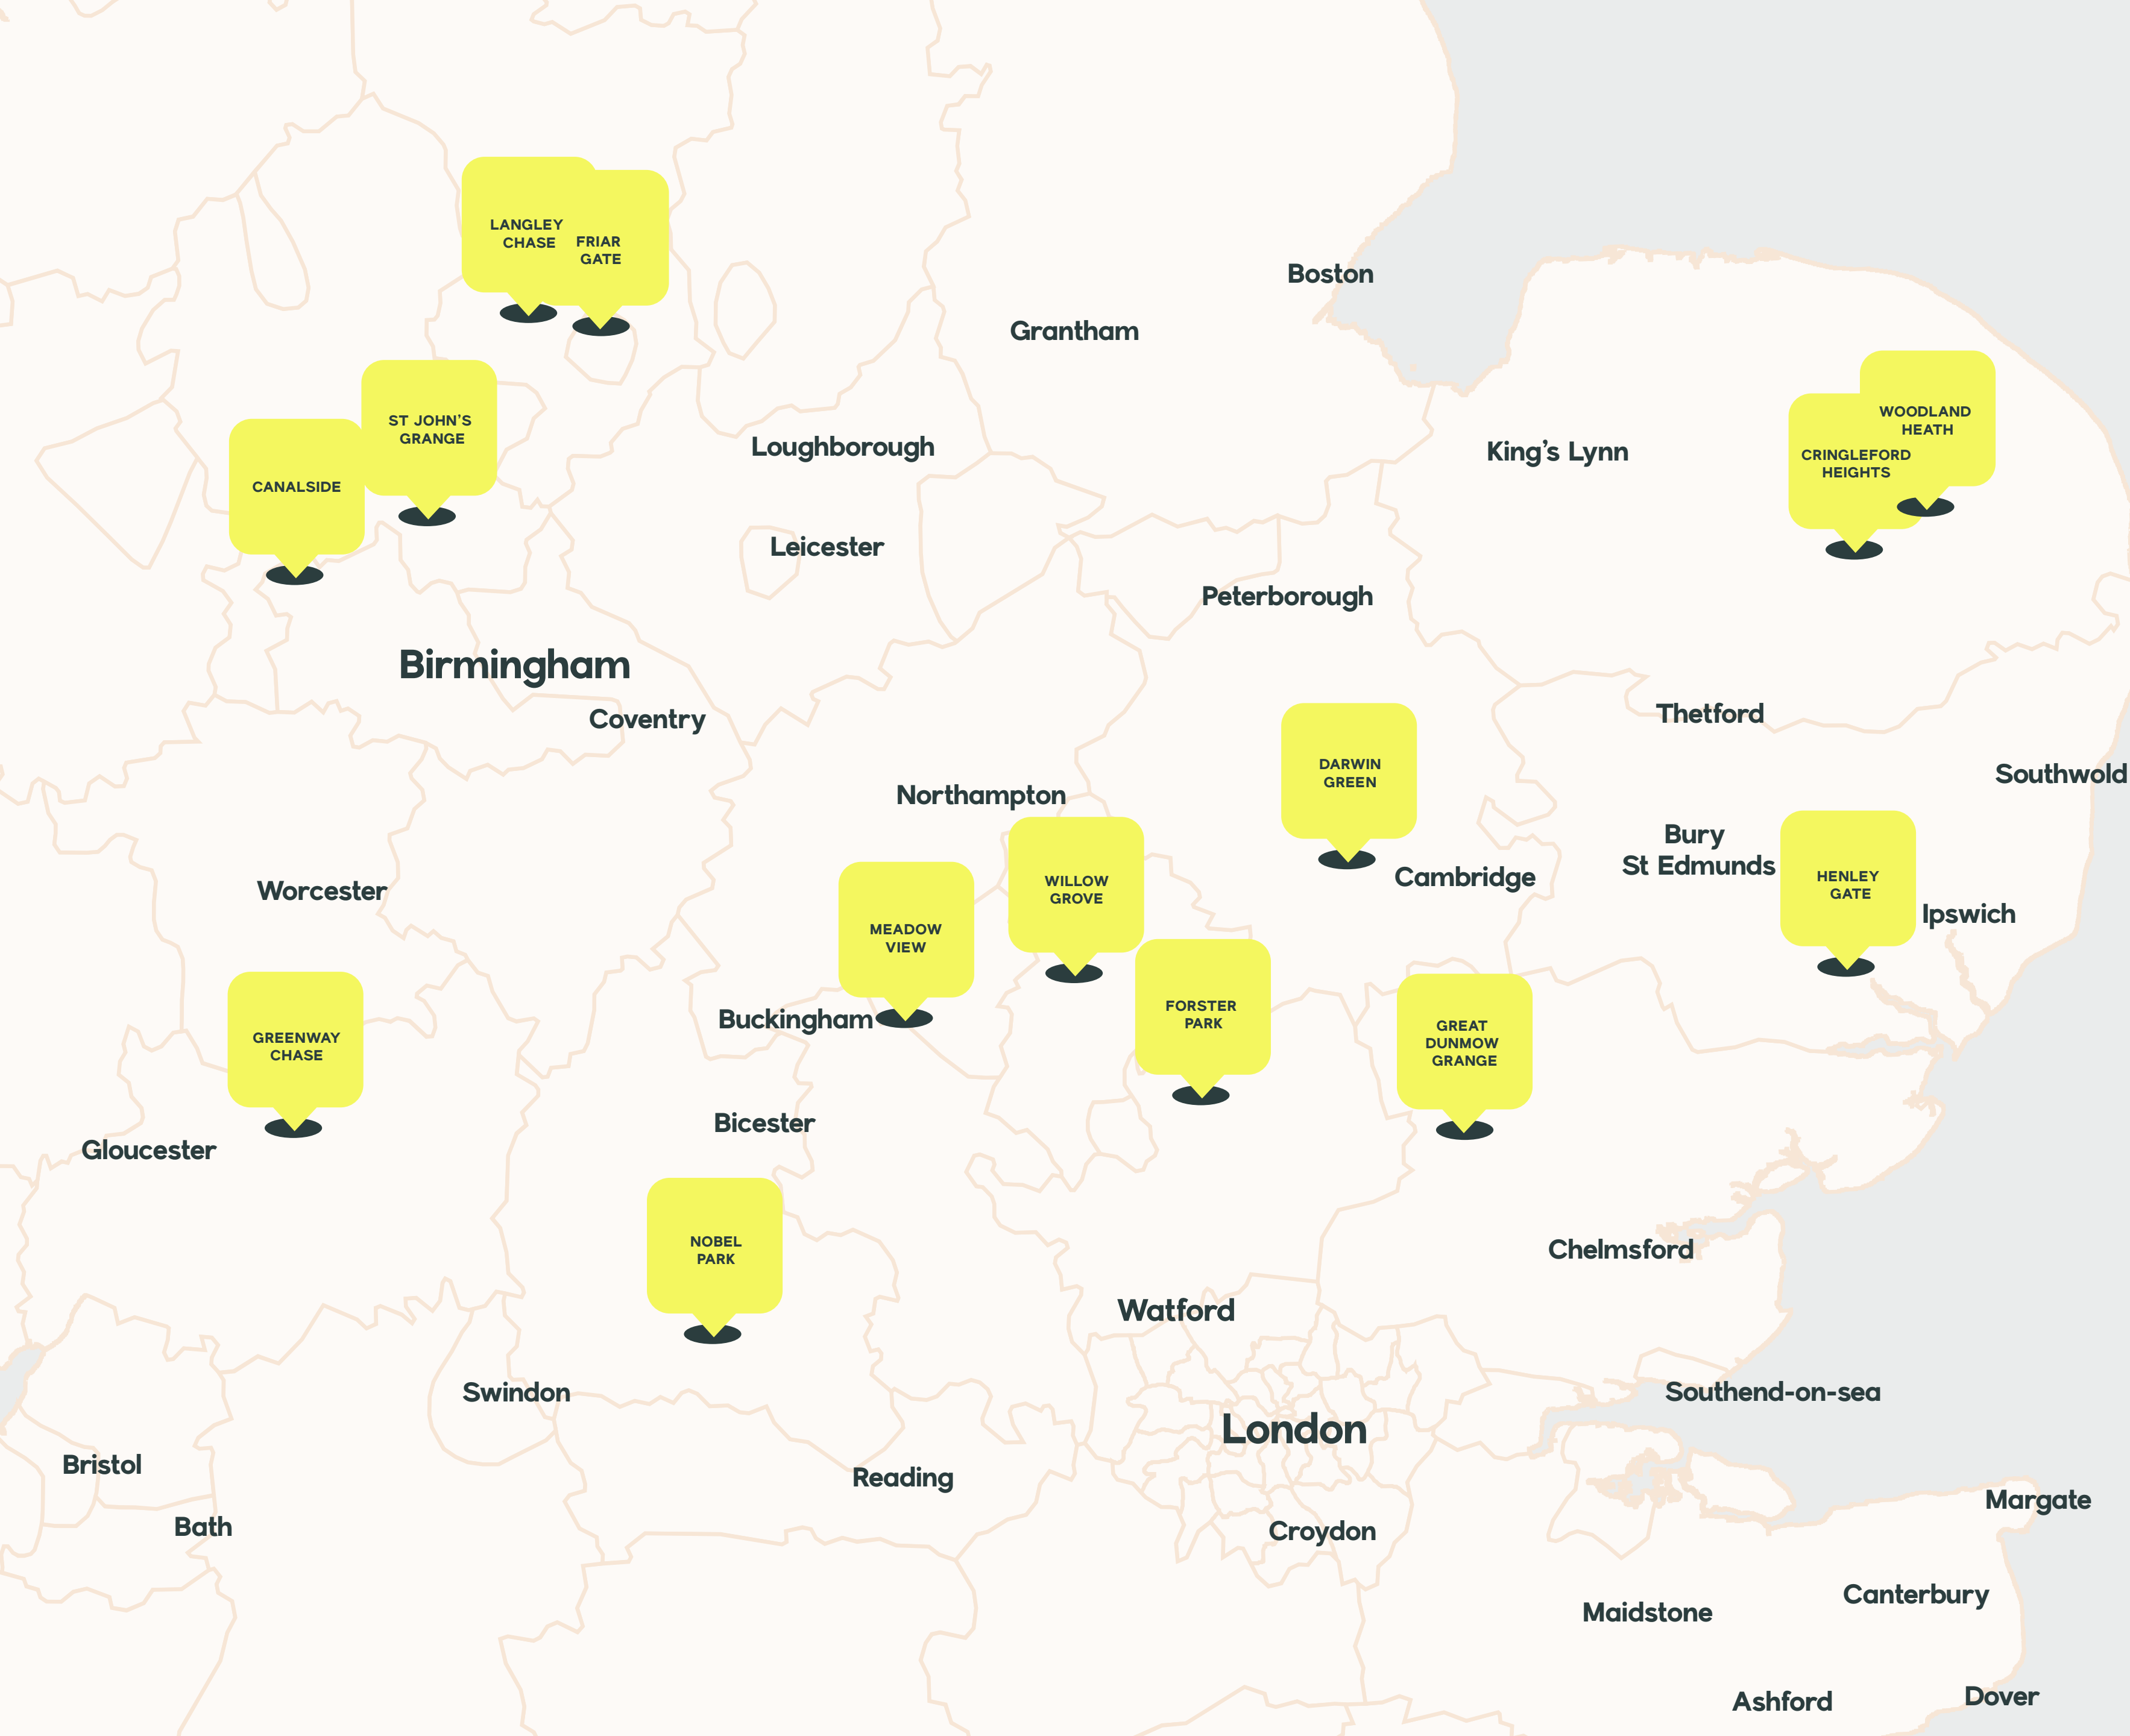 LANGLEY
CHASE
FRIAR
GATE
Boston
Grantham
ST JOHN'S
GRANGE
CANALSIDE
Loughborough
King's Lynn
WOODLAND
HEATH
CRINGLEFORD
HEIGHTS
Leicester
Peterborough
Birmingham
Coventry
Thetford
Southwold
DARWIN
GREEN
Northampton
Bury
St Edmunds
Cambridge
HENLEY
GATE
Ipswich
Worcester
WILLOW
GROVE
MEADOW
VIEW
Buckingham
FORSTER
PARK
GREAT
DUNMOW
GRANGE
GREENWAY
CHASE
Gloucester
Bicester
NOBEL
PARK
Chelmsford
Watford
Swindon
Southend-on-sea
London
Bristol
Reading
Margate
Bath
Croydon
Canterbury
Maidstone
Ashford
Dover